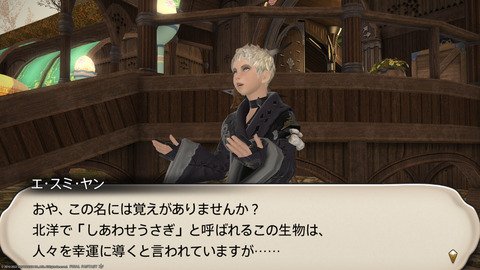 エ・スミ・ヤン
おや、この名には覚えがありませんか？
北洋で「しあわせうさぎ」と呼ばれるこの生物は、
人々を幸運に導くと言われていますが……